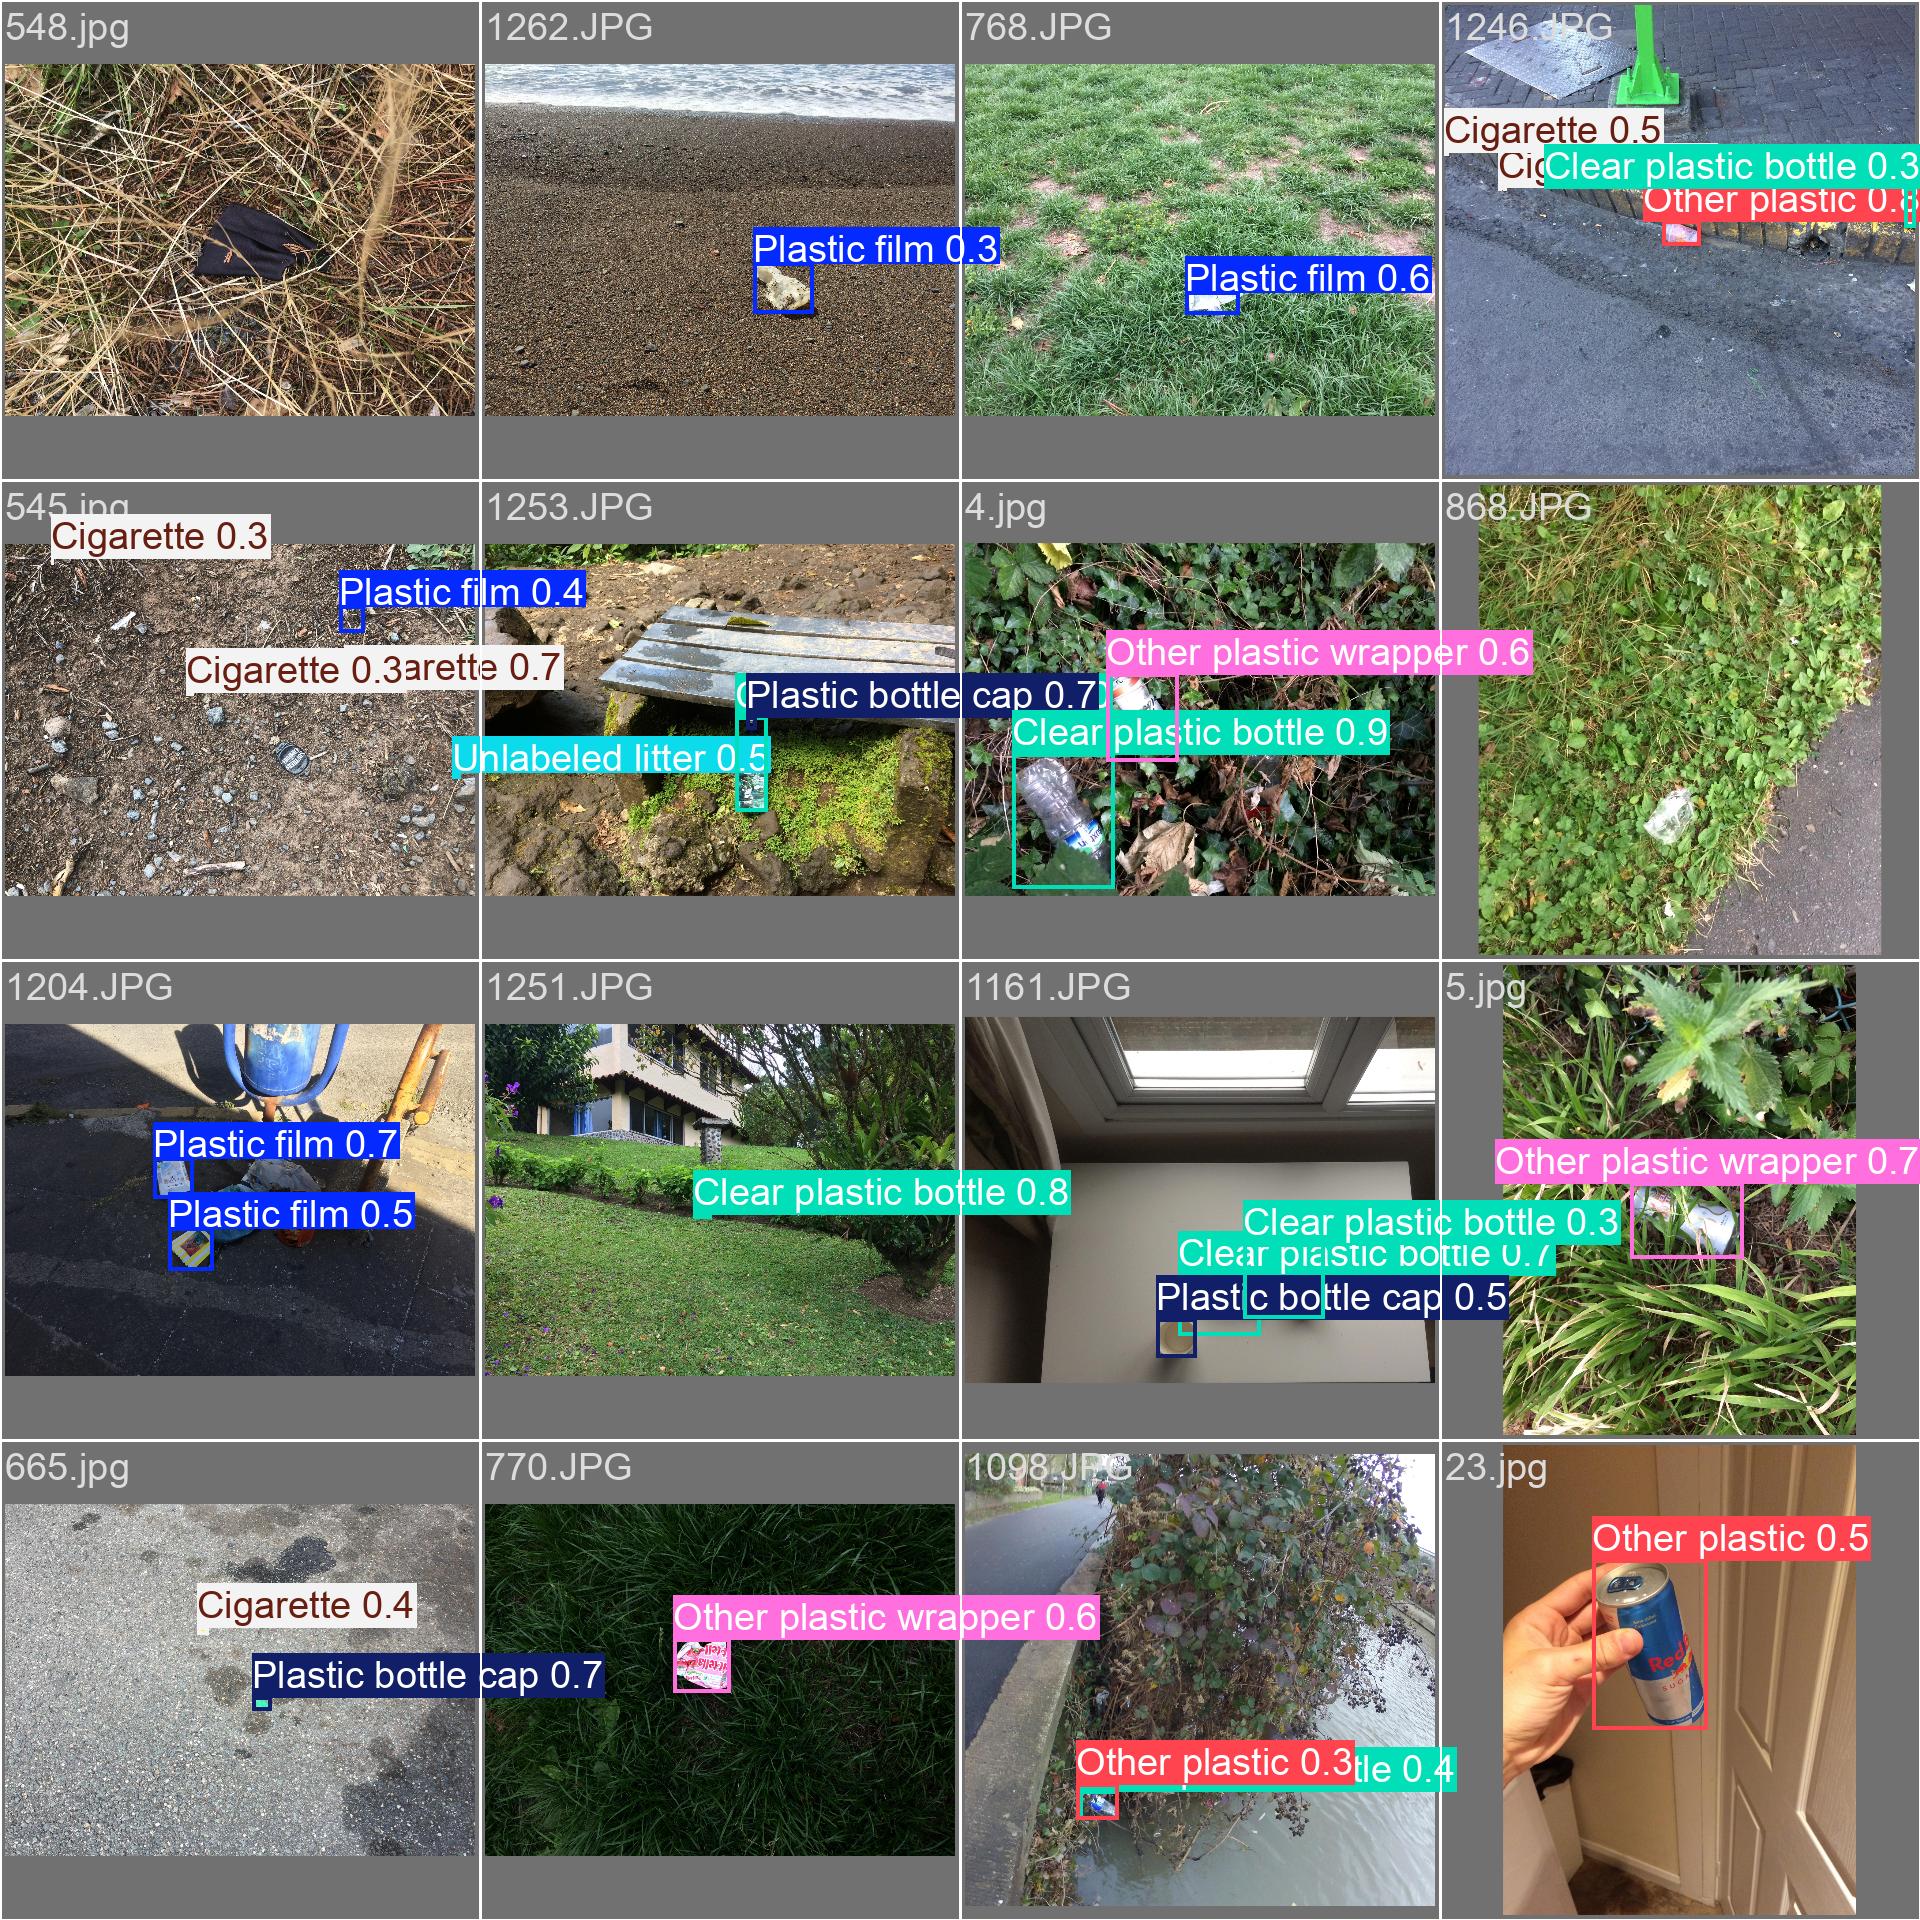 548.jpg
1262.JPG
768.JPG
1246.JPG
Cigarette 0.5
Cig
Clear plastic bottle 0.3
Other plastic 0.8
Plastic film 0.3
Plastic film 0.6
545.jpg
1253.JPG
4.jpg
868.JPG
Cigarette 0.3
Plastic film 0.4
Cigarette 0.3
arette 0.7
Plastic bottle cap 0.7
Unlabeled litter 0.5
Other plastic wrapper 0.6
Clear plastic bottle 0.9
1204.JPG
1251.JPG
1161.JPG
5.jpg
Plastic film 0.7
Plastic film 0.5
Clear plastic bottle 0.8
Clear plastic bottle 0.3
Clear plastic bottle 0.7
Plastic bottle cap 0.5
Other plastic wrapper 0.7
665.jpg
770.JPG
1098.JPG
23.jpg
Cigarette 0.4
Plastic bottle cap 0.7
Other plastic wrapper 0.6
Other plastic 0.3
tle 0.4
Other plastic 0.5
Red